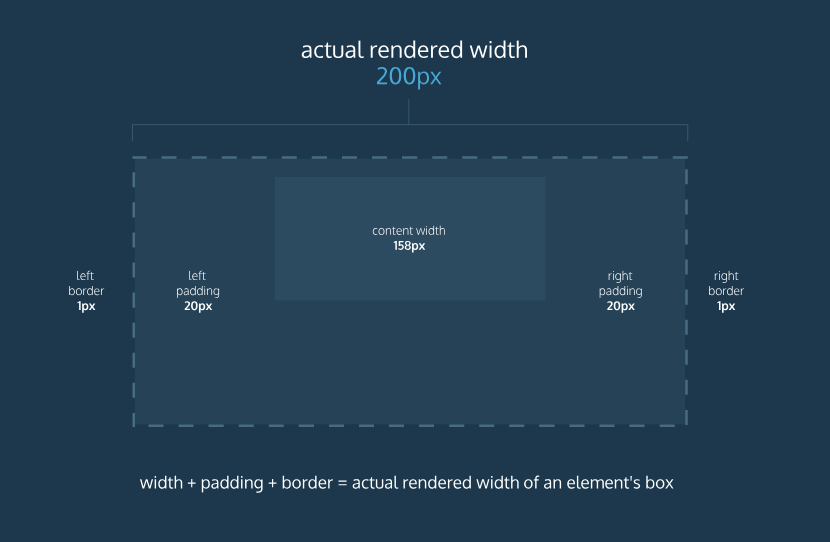 actual rendered width
200px
content width
158px
left
border
1px
left
padding
20px
right
padding
20px
right
border
1px
width + padding + border = actual rendered width of an element's box